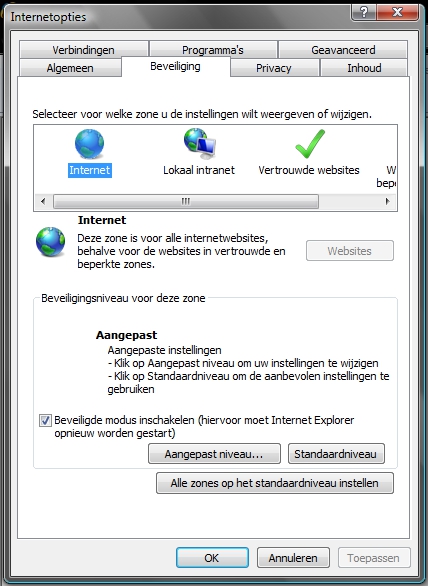 Internetopties
Verbindingen Programma's Geavanceerd
Algemeen Beveiliging Privacy Inhoud
Selecteer voor welke zone u de instellingen wilt weergeven of wijzigen.
Internet Lokaal intranet Vertrouwde websites W
bepe
Internet
Deze zone is voor alle internetwebsites,
behalve voor de websites in vertrouwde en
beperkte zones.
Websites
Beveiligingsniveau voor deze zone
Aangepast
Aangepaste instellingen
- Klik op Aangepast niveau om uw instellingen te wijzigen
- Klik op Standaardniveau om de aanbevolen instellingen te
gebruiken
Beveiligde modus inschakelen (hiervoor moet Internet Explorer
opnieuw worden gestart)
Aangepast niveau... Standaardniveau
Alle zones op het standaardniveau instellen
OK Annuleren Toepassen